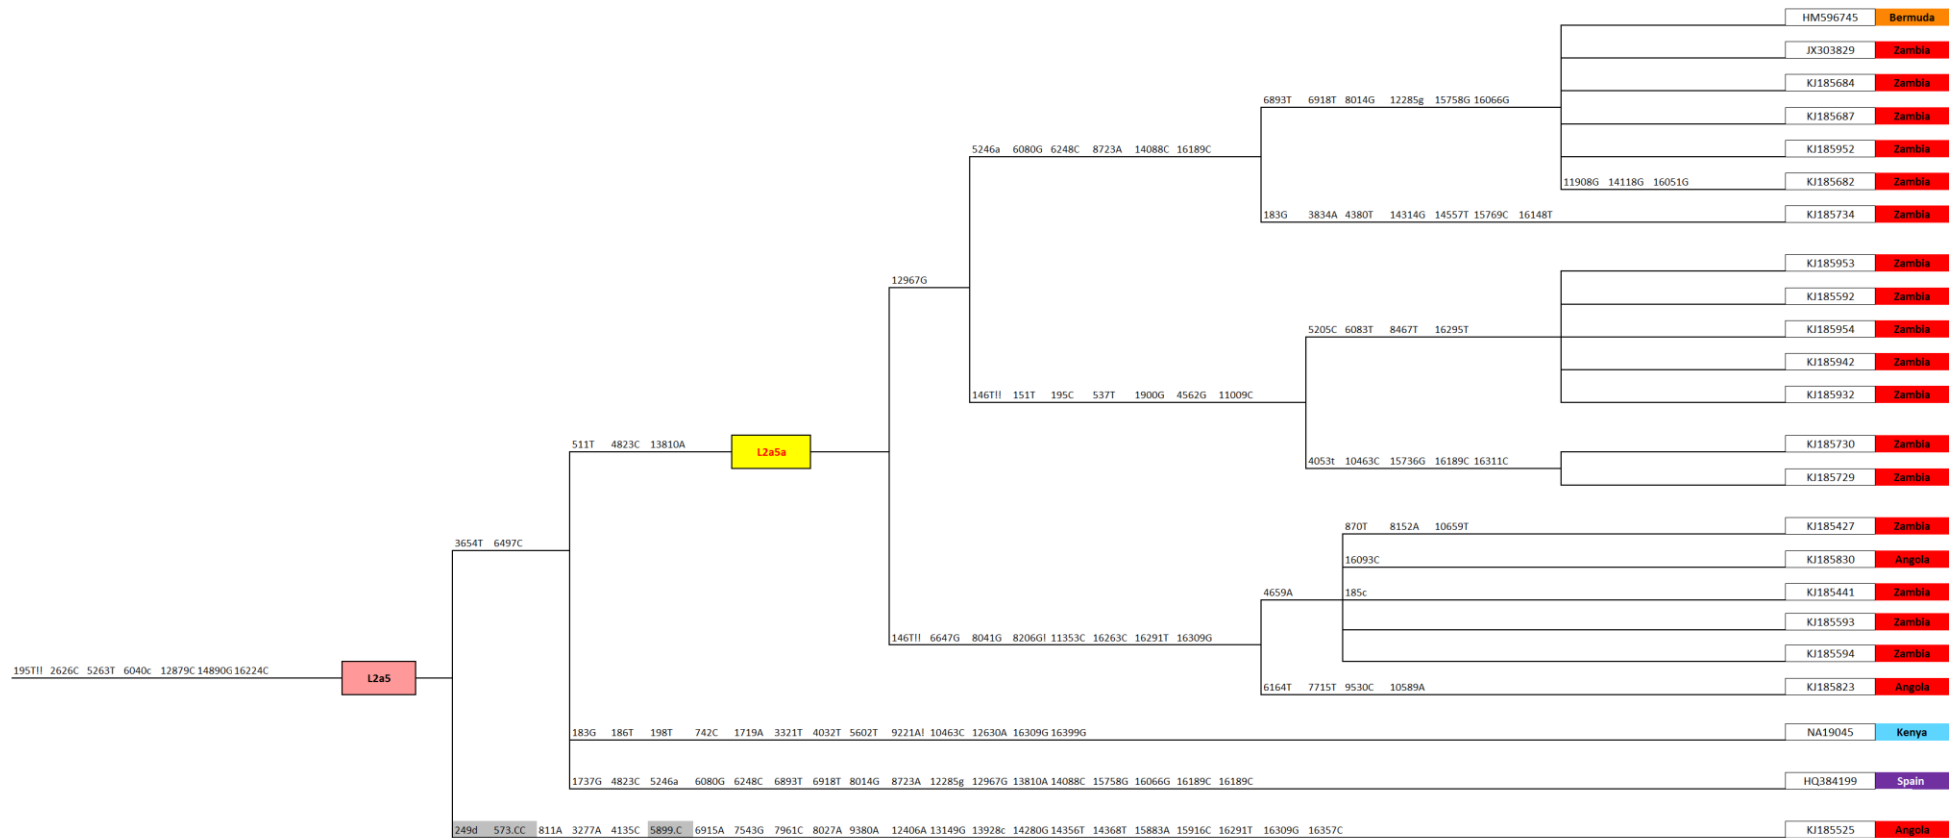 HM596745 Bermuda
JX303829 Zambia
KJ185684 Zambia
6893T 6918T 8014G 12285g 15758G 16066G
KJ185687 Zambia
5246a 6080G 6248C 8723A 14088C 16189C
KJ185952 Zambia
11908G 14118G 16051G
KJ185682 Zambia
183G 3834A 4380T 14314G 14557T 15769C 16148T
KJ185734 Zambia
KJ185953 Zambia
12967G
KJ185592 Zambia
5205C 6083T 8467T 16295T
KJ185954 Zambia
KJ185942 Zambia
146T!! 151T 195C 537T 1900G 4562G 11009C
KJ185932 Zambia
511T 4823C 13810A
KJ185730 Zambia
L2a5a
4053t 10463C 15736G 16189C 16311C
KJ185729 Zambia
870T 8152A 10659T
KJ185427 Zambia
3654T 6497C
16093C
KJ185830 Angola
4659A
185c
KJ185441 Zambia
KJ185593 Zambia
146T!! 6647G 8041G 8206G! 11353C 16263C 16291T 16309G
KJ185594 Zambia
195T!! 2626C 5263T 6040c 12879C 14890G 16224C
L2a5
6164T 7715T 9530C 10589A
KJ185823 Angola
183G 186T 198T 742C 1719A 3321T 4032T 5602T 9221A! 10463C 12630A 16309G 16399G
NA19045 Kenya
1737G 4823C 5246a 6080G 6248C 6893T 6918T 8014G 8723A 12285g 12967G 13810A 14088C 15758G 16066G 16189C 16189C
HQ384199 Spain
249d 573.CC 811A 3277A 4135C 5899.C 6915A 7543G 7961C 8027A 9380A 12406A 13149G 13928c 14280G 14356T 14368T 15883A 15916C 16291T 16309G 16357C
KJ185525 Angola